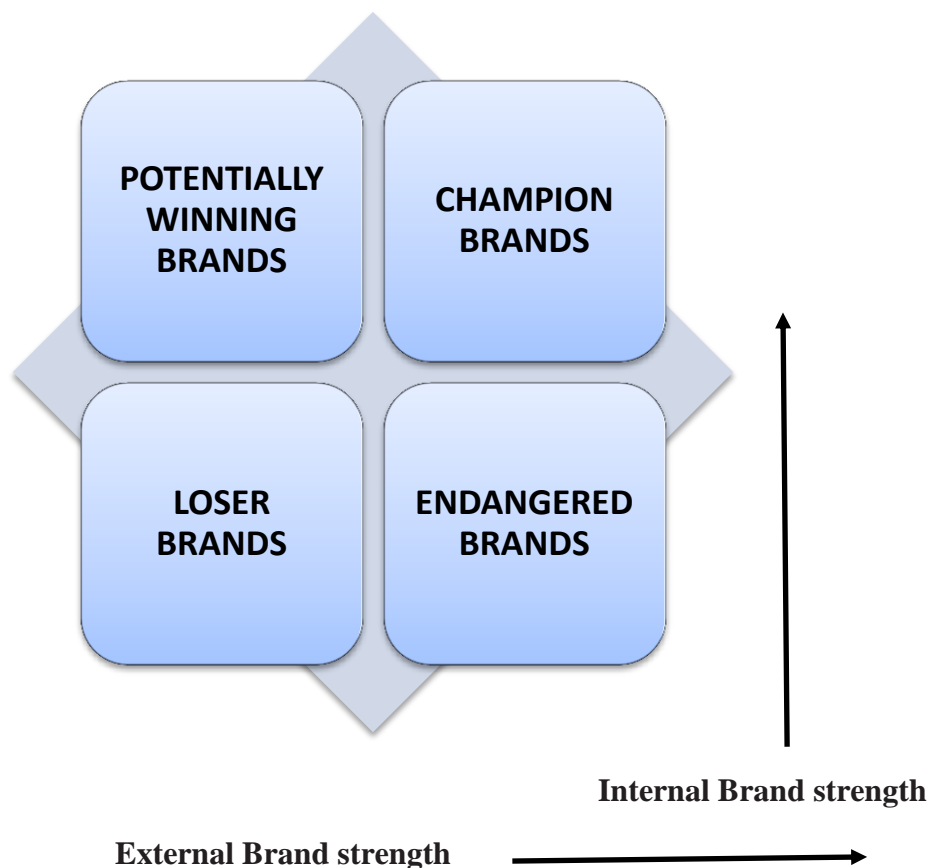 POTENTIALLY
WINNING
BRANDS
CHAMPION
BRANDS
LOSER
BRANDS
ENDANGERED
BRANDS
Internal Brand strength
External Brand strength